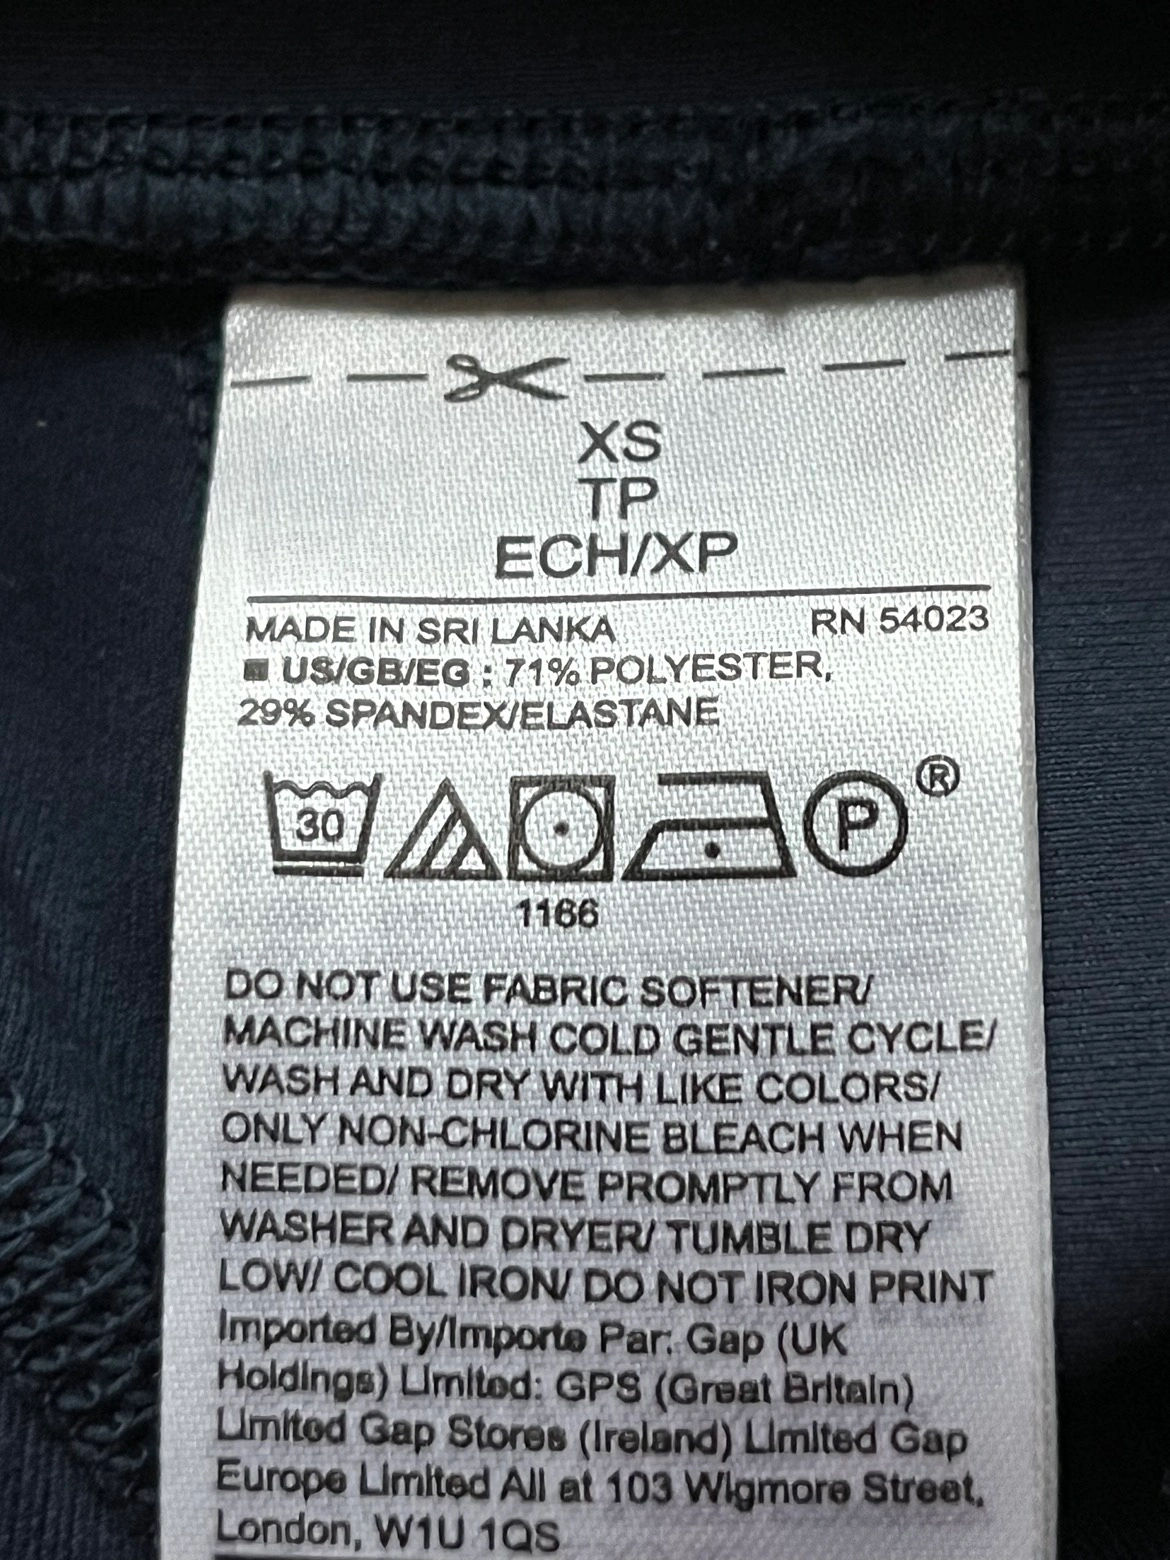 XS
TP
ECH/XP
MADE IN SRI LANKA RN 54023
■ US/GB/EG : 71% POLYESTER,
29% SPANDEX/ELASTANE
30 P ®
1166
DO NOT USE FABRIC SOFTENER/
MACHINE WASH COLD GENTLE CYCLE/
WASH AND DRY WITH LIKE COLORS/
ONLY NON-CHLORINE BLEACH WHEN
NEEDED/ REMOVE PROMPTLY FROM
WASHER AND DRYER/ TUMBLE DRY
LOW/ COOL IRON/ DO NOT IRON PRINT
Imported By/Importe Par: Gap (UK
Holdings) Limited: GPS (Great Britain)
Limited Gap Stores (Ireland) Limited Gap
Europe Limited All at 103 Wigmore Street,
London, W1U 1QS